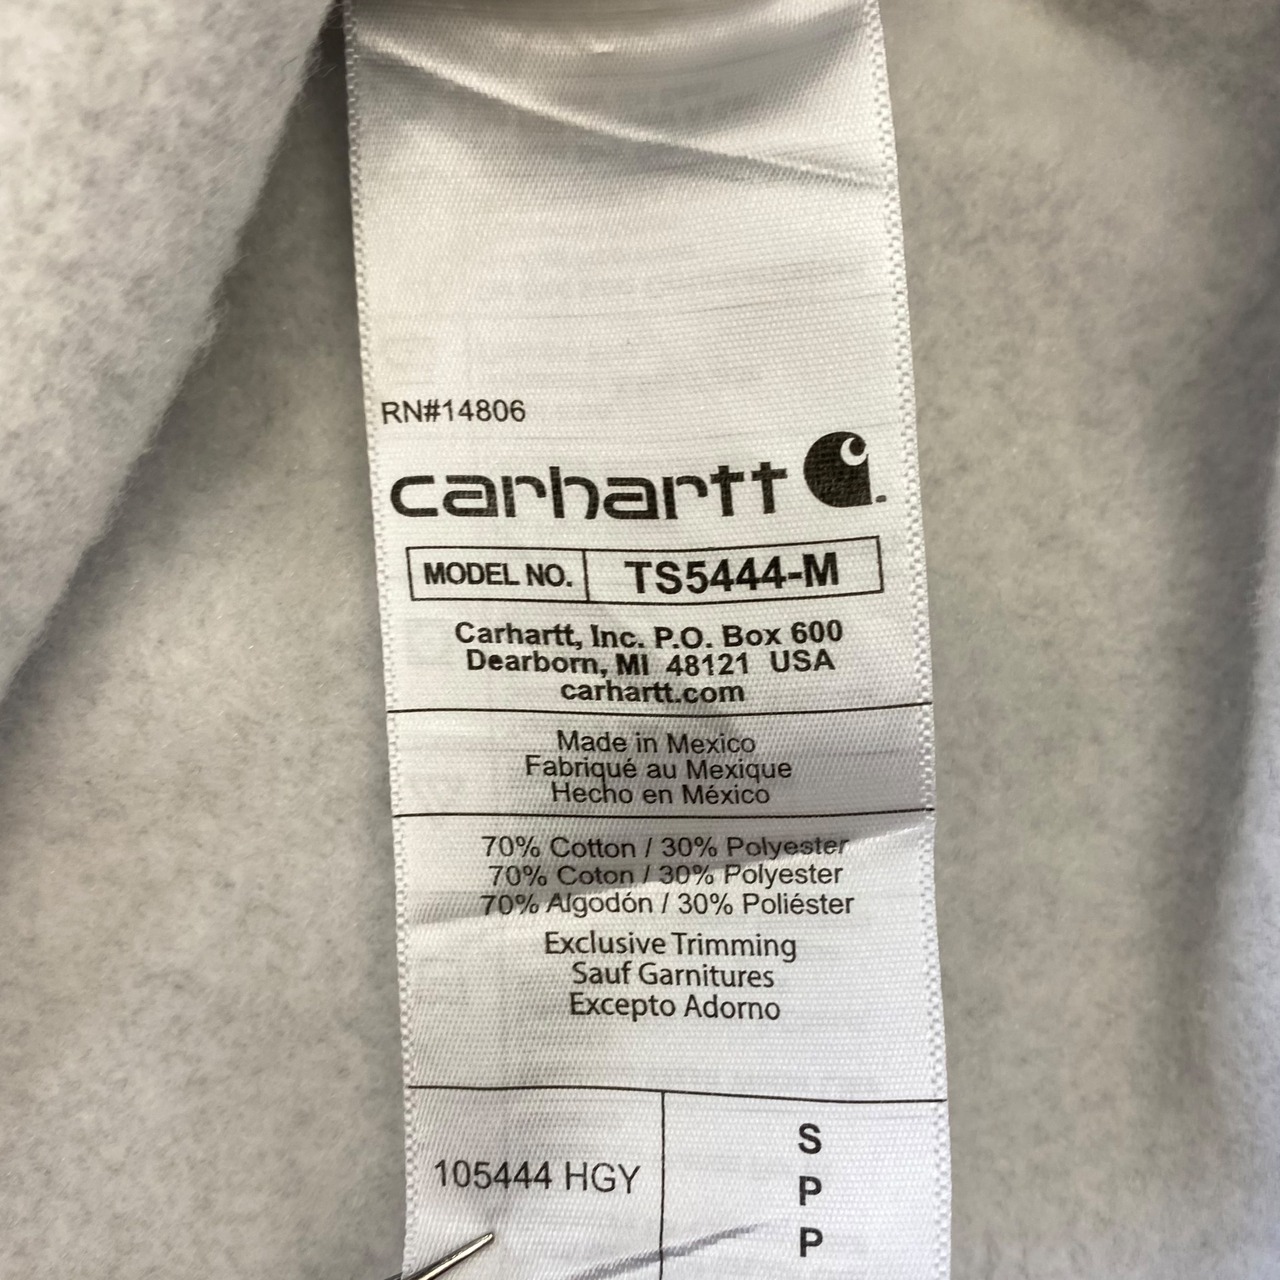 RN#14806
carhartt
MODEL NO. TS5444-M
Carhartt, Inc. P.O. Box 600
Dearborn, MI 48121 USA
carhartt.com
Made in Mexico
Fabriqué au Mexique
Hecho en México
70% Cotton / 30% Polyester
70% Coton / 30% Polyester
70% Algodón / 30% Poliéster
Exclusive Trimming
Sauf Garnitures
Excepto Adorno
105444 HGY
S
P
P